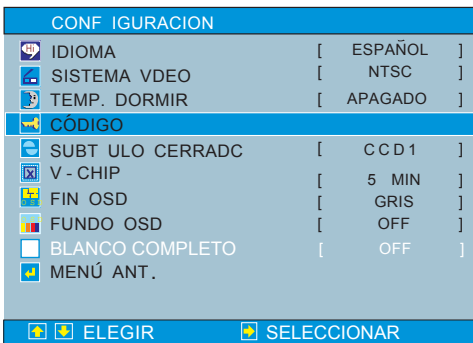 CONF IGURACION
Hi IDIOMA [ ESPAÑOL ]
SISTEMA VDEO [ NTSC ]
TEMP. DORMIR [ APAGADO ]
CÓDIGO
SUBT ULO CERRADC [ CCD1 ]
V - CHIP
FIN OSD [ 5 MIN ]
FUNDO OSD [ GRIS ]
BLANCO COMPLETO [ OFF ]
MENÚ ANT. [ OFF ]
ELEGIR SELECCIONAR